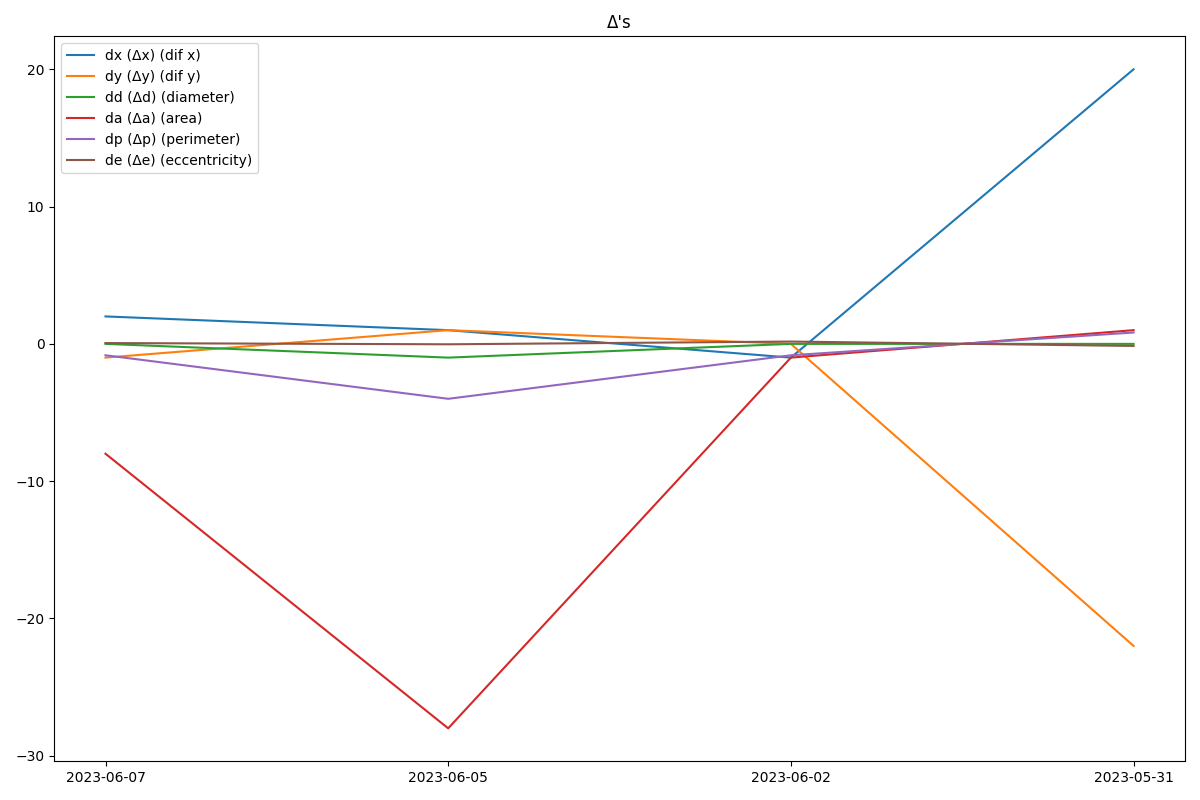 Δ's
dx (Δx) (dif x)
dy (Δy) (dif y)
dd (Δd) (diameter)
da (Δa) (area)
dp (Δp) (perimeter)
de (Δe) (eccentricity)
20
10
0
−10
−20
−30
2023-06-07
2023-06-05
2023-06-02
2023-05-31